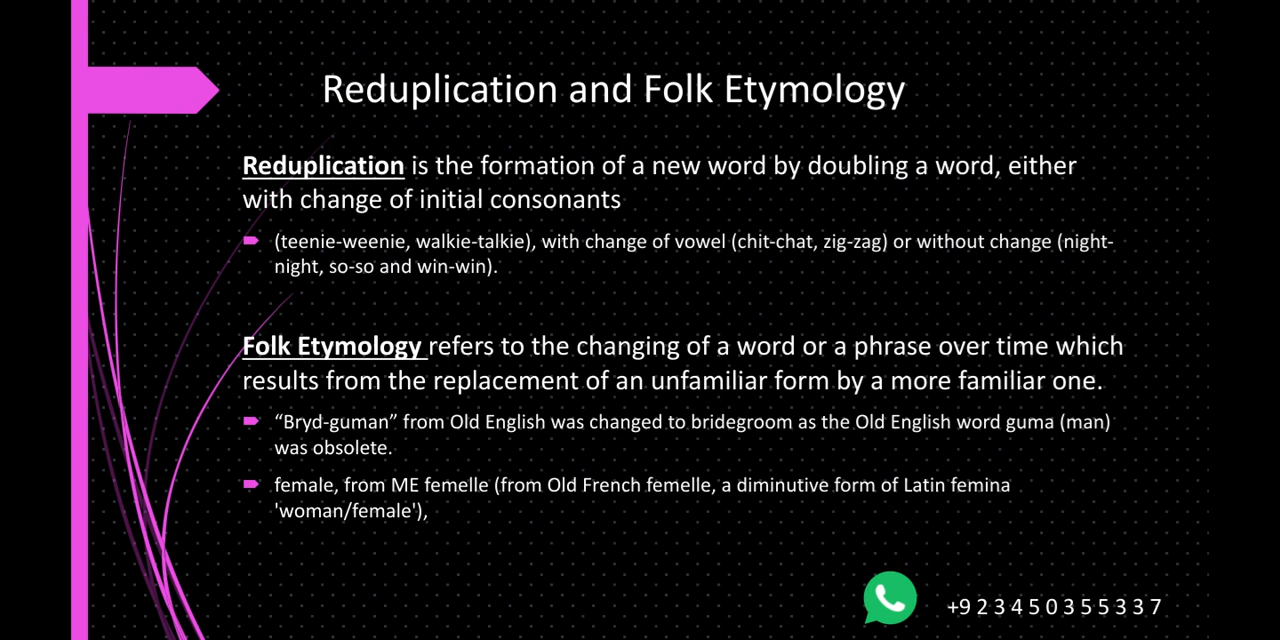 Reduplication and Folk Etymology
Reduplication is the formation of a new word by doubling a word, either
with change of initial consonants
(teenie-weenie, walkie-talkie), with change of vowel (chit-chat, zig-zag) or without change (night-
night, so-so and win-win).
Folk Etymology refers to the changing of a word or a phrase over time which
results from the replacement of an unfamiliar form by a more familiar one.
“Bryd-guman” from Old English was changed to bridegroom as the Old English word guma (man)
was obsolete.
female, from ME femelle (from Old French femelle, a diminutive form of Latin femina
'woman/female'),
+9 2 3 4 5 0 3 5 5 3 3 7